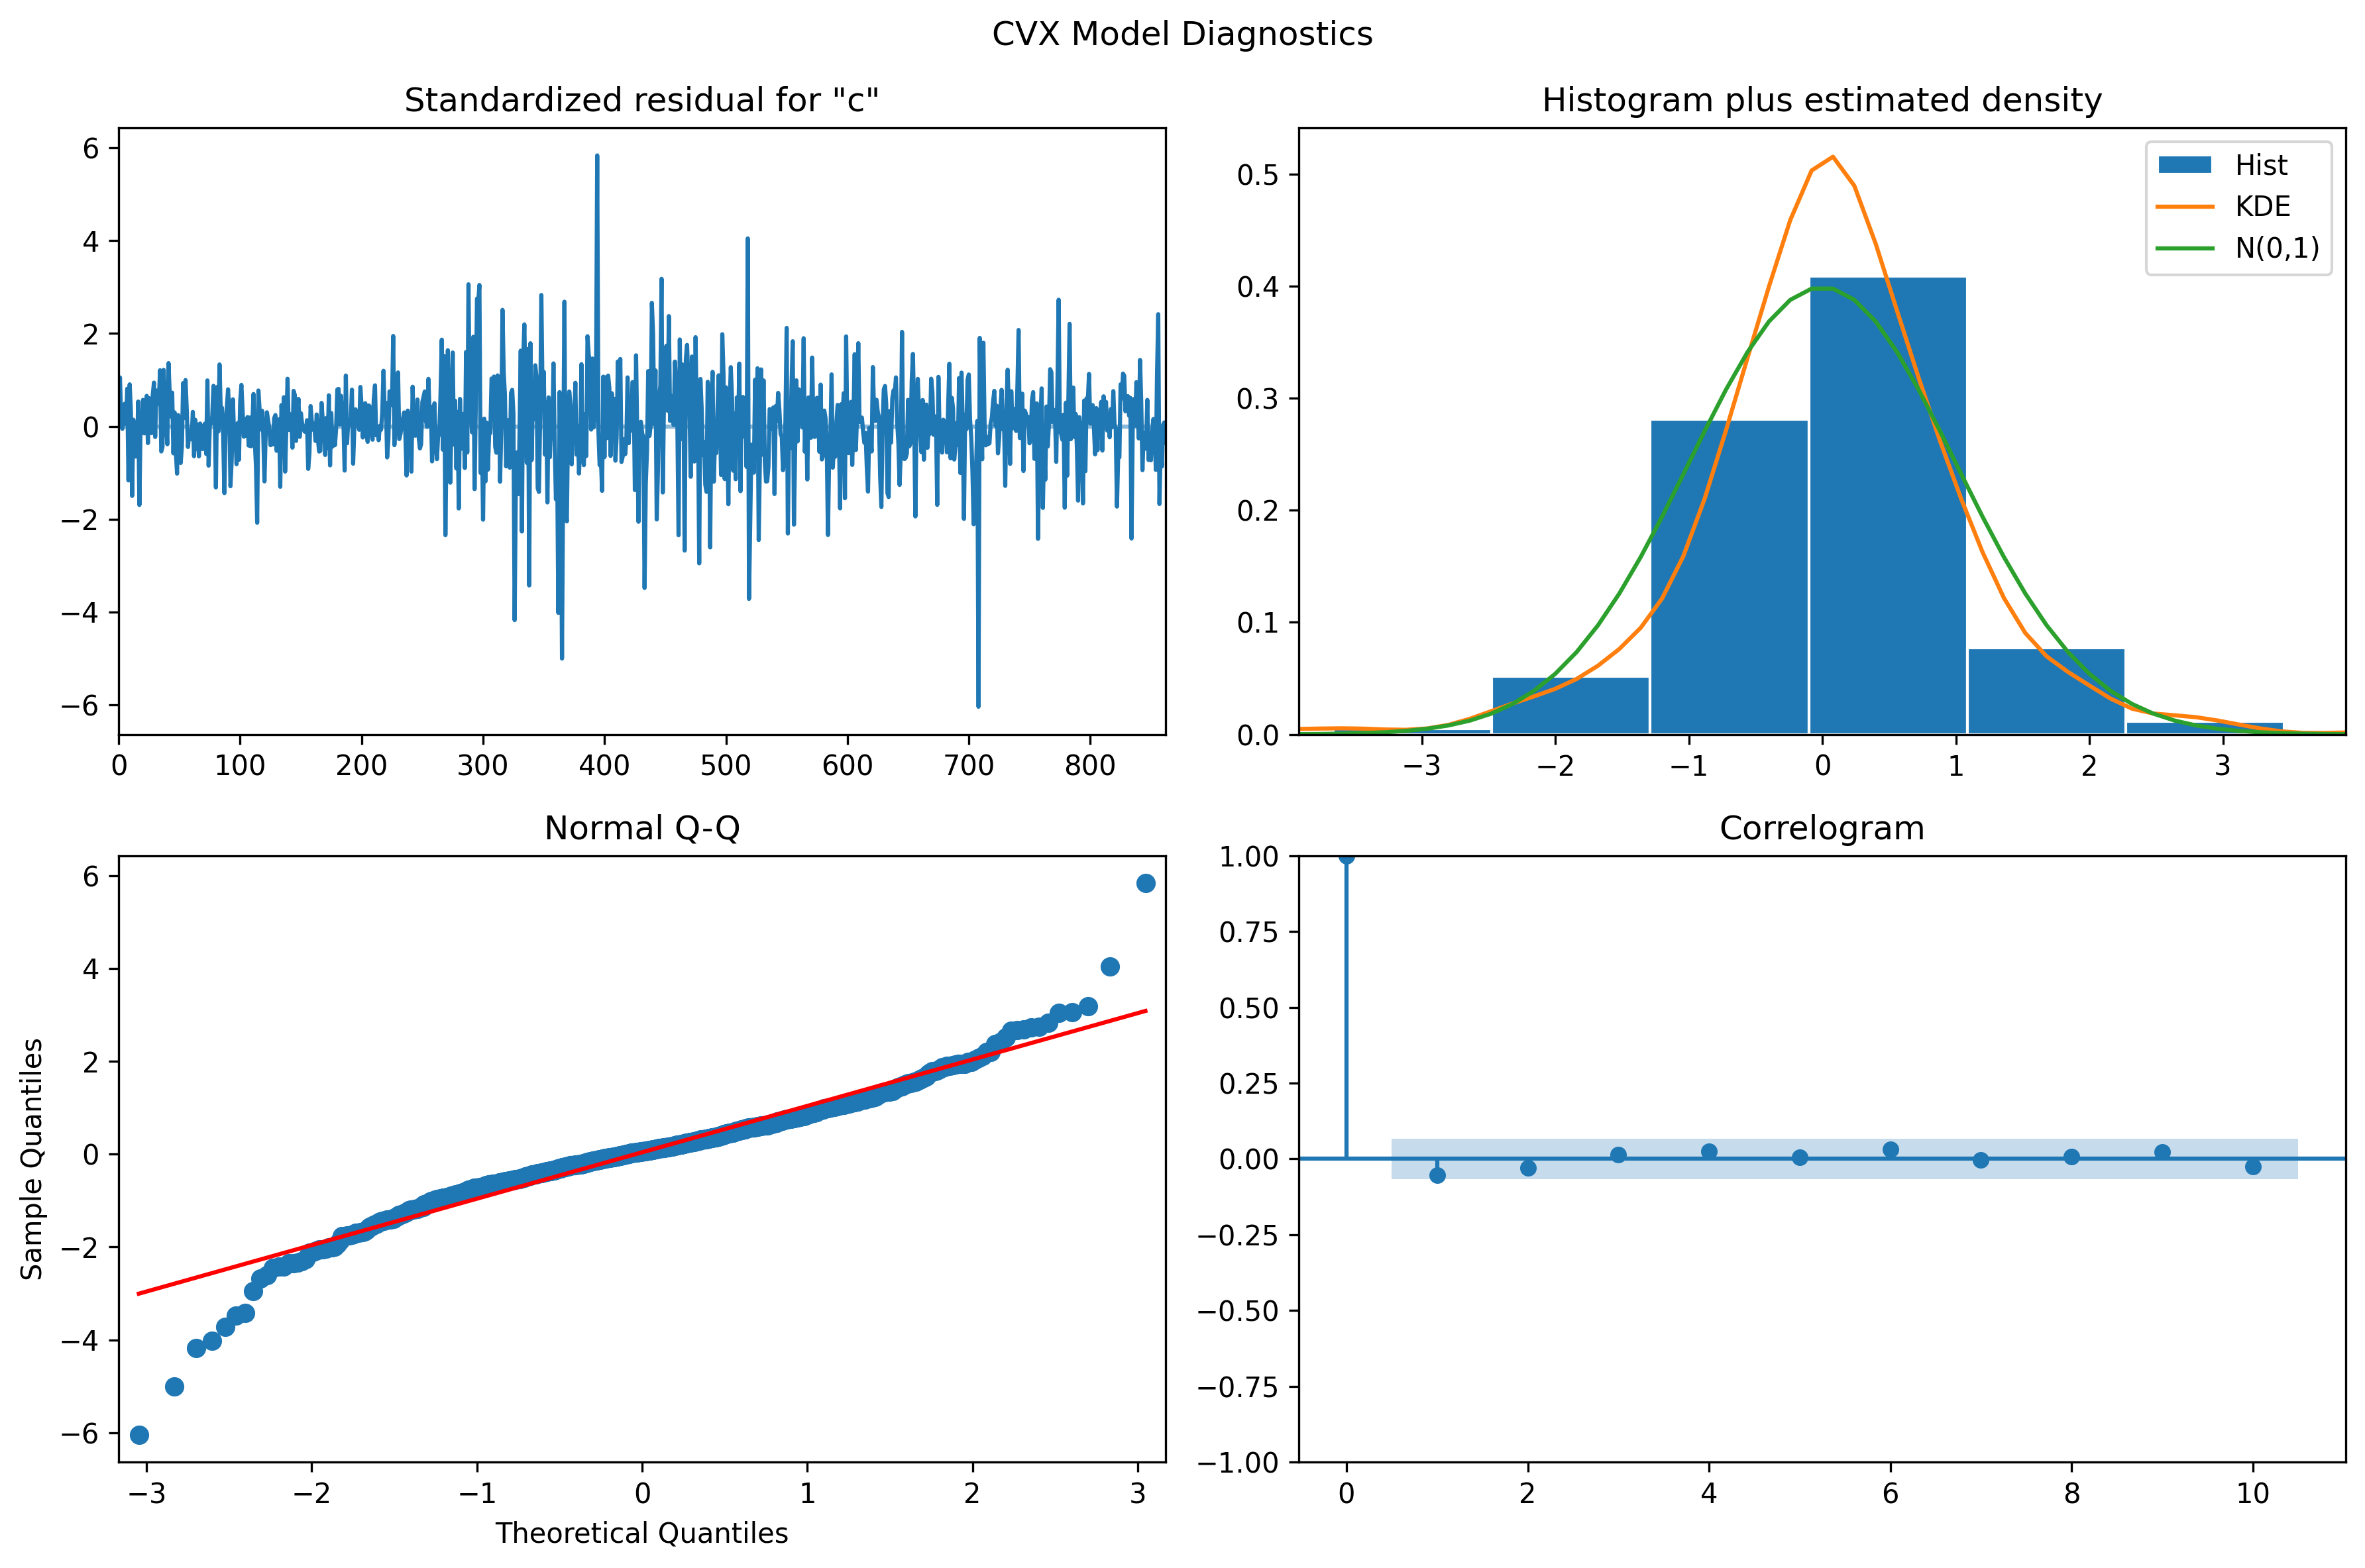 CVX Model Diagnostics
Standardized residual for "c"
6
4
2
0
−2
−4
−6
0 100 200 300 400 500 600 700 800
Histogram plus estimated density
Hist
KDE
N(0,1)
0.5
0.4
0.3
0.2
0.1
0.0
−3 −2 −1 0 1 2 3
Normal Q-Q
Sample Quantiles
6
4
2
0
−2
−4
−6
−3 −2 −1 0 1 2 3
Theoretical Quantiles
Correlogram
1.00
0.75
0.50
0.25
0.00
−0.25
−0.50
−0.75
−1.00
0 2 4 6 8 10